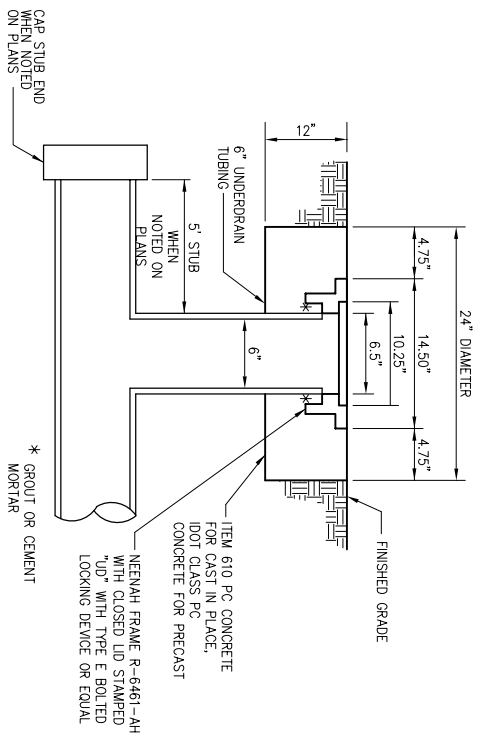 24" DIAMETER
4.75"
14.50"
4.75"
10.25"
6.5"
FINISHED GRADE
12"
6" UNDERDRAIN
TUBING
6"
ITEM 610 PC CONCRETE
FOR CAST IN PLACE,
IDOT CLASS PC
CONCRETE FOR PRECAST
NEENAH FRAME R-6461-AH
WITH CLOSED LID STAMPED
"UD" WITH TYPE E BOLTED
LOCKING DEVICE OR EQUAL
5' STUB
WHEN
NOTED ON
PLANS
CAP STUB END
WHEN NOTED
ON PLANS
* GROUT OR CEMENT
MORTAR